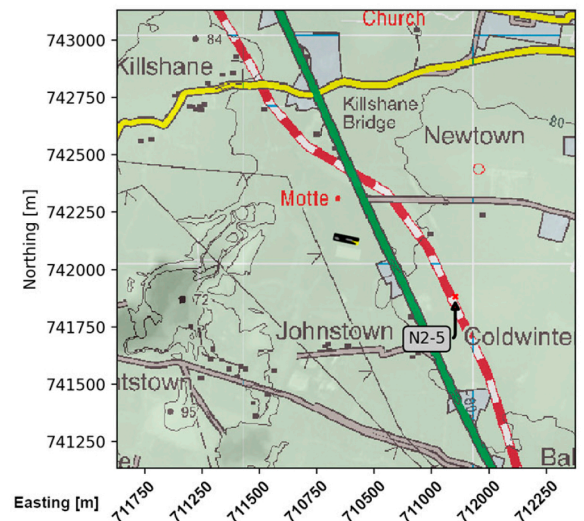 Church
743000
84
Killshane
742750
Killshane
Bridge
80
Newtown
742500
Motte
742250
Northing [m]
742000
72
741750
Johnstown
N2-5
Coldwinte
741500
tstown
95
741250
ell
Bal
Easting [m]
711750
711250
711500
710750
710500
711000
712000
712250